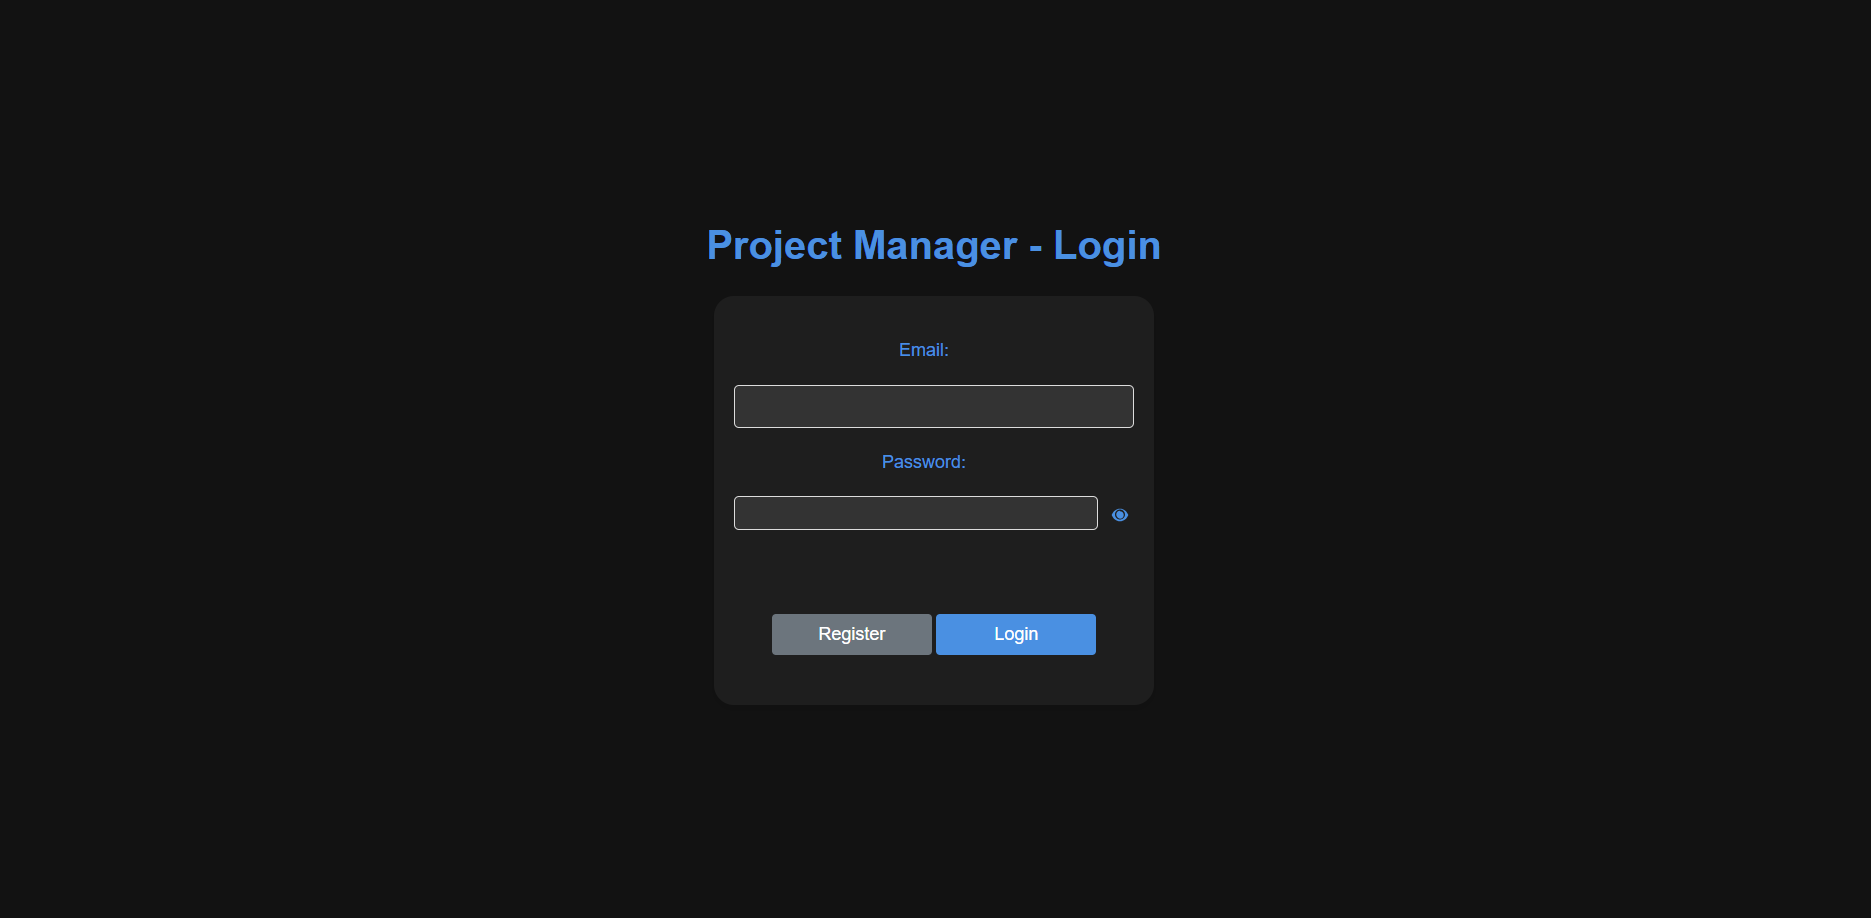 Project Manager - Login
Email:
Password:
Register Login